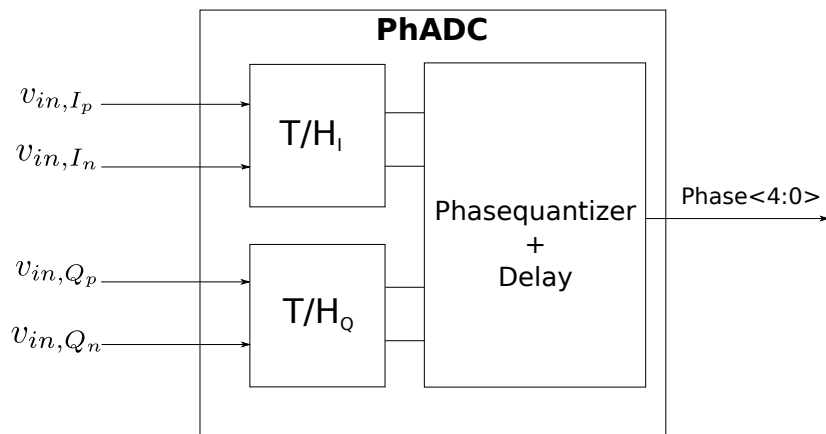 PhADC
v_{in,I_p}
v_{in,I_n}
T/H_I
v_{in,Q_p}
v_{in,Q_n}
T/H_Q
Phasequantizer
+
Delay
Phase<4:0>